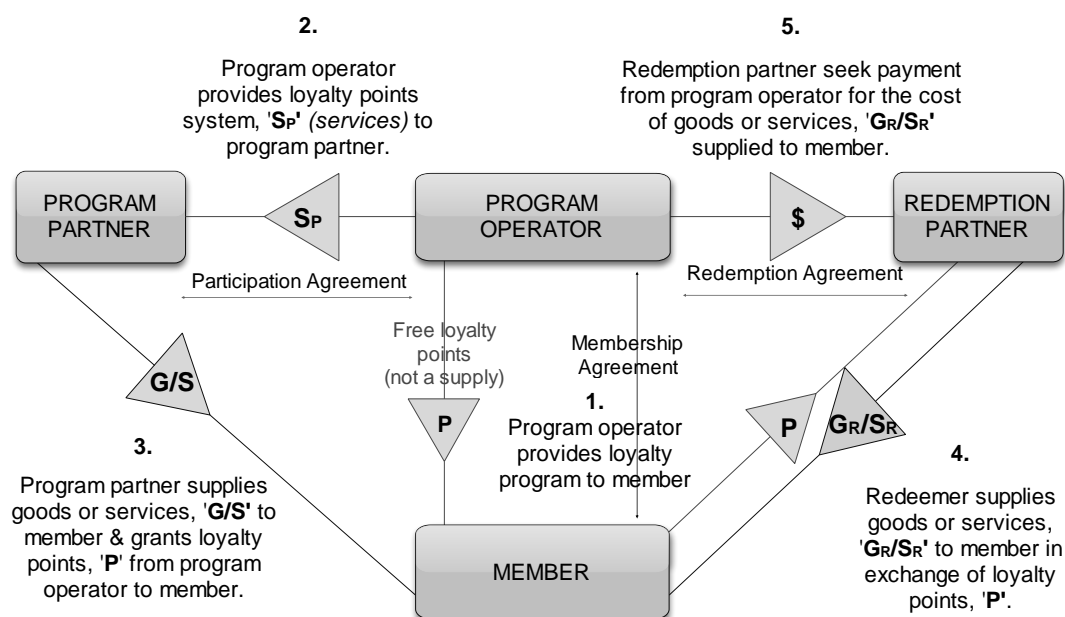 2.
Program operator
provides loyalty points
system, 'SP' (services) to
program partner.
5.
Redemption partner seek payment
from program operator for the cost
of goods or services, 'GR/SR'
supplied to member.
PROGRAM
PARTNER
SP
PROGRAM
OPERATOR
$
REDEMPTION
PARTNER
Participation Agreement
Redemption Agreement
Free loyalty
points
(not a supply)
Membership
Agreement
G/S
P
1.
Program operator
provides loyalty
program to member
P
GR/SR
3.
Program partner supplies
goods or services, 'G/S' to
member & grants loyalty
points, 'P' from program
operator to member.
4.
Redeemer supplies
goods or services,
'GR/SR' to member in
exchange of loyalty
points, 'P'.
MEMBER